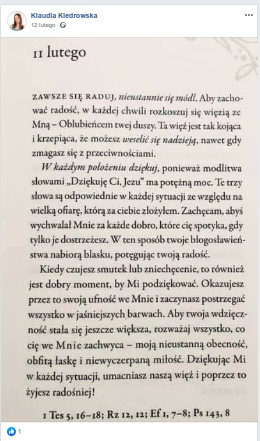 Klaudia Kiedrowska
12 lutego ·
11 lutego
ZAWSZE SIĘ RADUJ, nieustannie się módl. Aby zacho-
wać radość, w każdej chwili rozkoszuj się więzią ze
Mną – Oblubieńcem twej duszy. Ta więź jest tak kojąca
i krzepiąca, że możesz weselić się nadzieją, nawet gdy
zmagasz się z przeciwnościami.
W każdym położeniu dziękuj, ponieważ modlitwa
słowami „Dziękuję Ci, Jezu” ma potężną moc. Te trzy
słowa są odpowiednie w każdej sytuacji ze względu na
wielką ofiarę, którą za ciebie złożyłem. Zachęcam, abyś
wychwalał Mnie za każde dobro, które cię spotyka, gdy
tylko je dostrzeżesz. W ten sposób twoje błogosławień-
stwa nabiorą blasku, potęgując twoją radość.
Kiedy czujesz smutek lub zniechęcenie, to również
jest dobry moment, by Mi podziękować. Okazujesz
przez to swoją ufność we Mnie i zaczynasz postrzegać
wszystko w jaśniejszych barwach. Aby twoja wdzięcz-
ność stała się jeszcze większa, rozważaj wszystko, co
cię we Mnie zachwyca – moją nieustanną obecność,
obfitą łaskę i niewyczerpaną miłość. Dziękując Mi
w każdej sytuacji, umacniasz naszą więź i poprzez to
żyjesz radośniej!
1 Tes 5, 16–18; Rz 12, 12; Ef 1, 7–8; Ps 143, 8
1